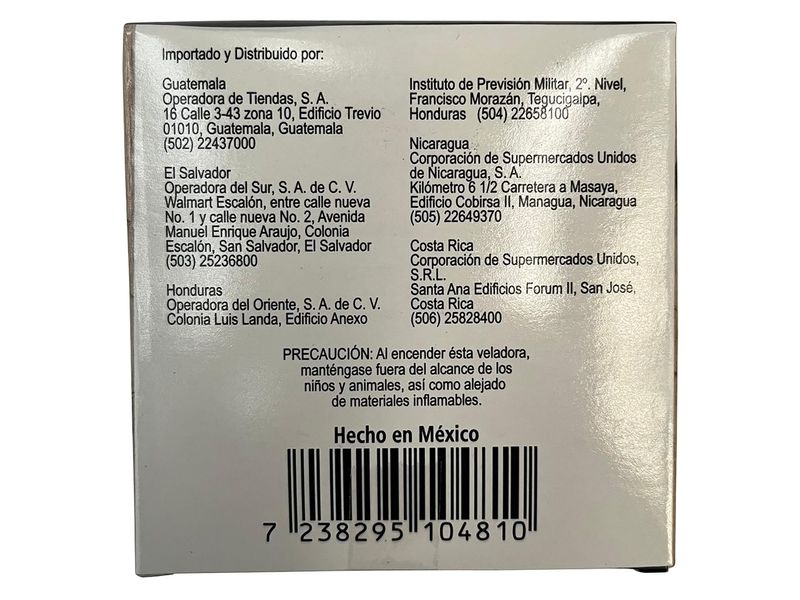 Importado y Distribuido por:
Guatemala
Operadora de Tiendas, S. A.
16 Calle 3-43 zona 10, Edificio Trevio
01010, Guatemala, Guatemala
(502) 22437000
El Salvador
Operadora del Sur, S. A. de C. V.
Walmart Escalón, entre calle nueva
No. 1 y calle nueva No. 2, Avenida
Manuel Enrique Araujo, Colonia
Escalón, San Salvador, El Salvador
(503) 25236800
Honduras
Operadora del Oriente, S. A. de C. V.
Colonia Luis Landa, Edificio Anexo
Instituto de Previsión Militar, 2º. Nivel,
Francisco Morazán, Tegucigalpa,
Honduras (504) 22658100
Nicaragua
Corporación de Supermercados Unidos
de Nicaragua, S. A.
Kilómetro 6 1/2 Carretera a Masaya,
Edificio Cobirsa II, Managua, Nicaragua
(505) 22649370
Costa Rica
Corporación de Supermercados Unidos,
S.R.L.
Santa Ana Edificios Forum II, San José,
Costa Rica
(506) 25828400
PRECAUCIÓN: Al encender ésta veladora,
manténgase fuera del alcance de los
niños y animales, así como alejado
de materiales inflamables.
Hecho en México
7 238295 104810